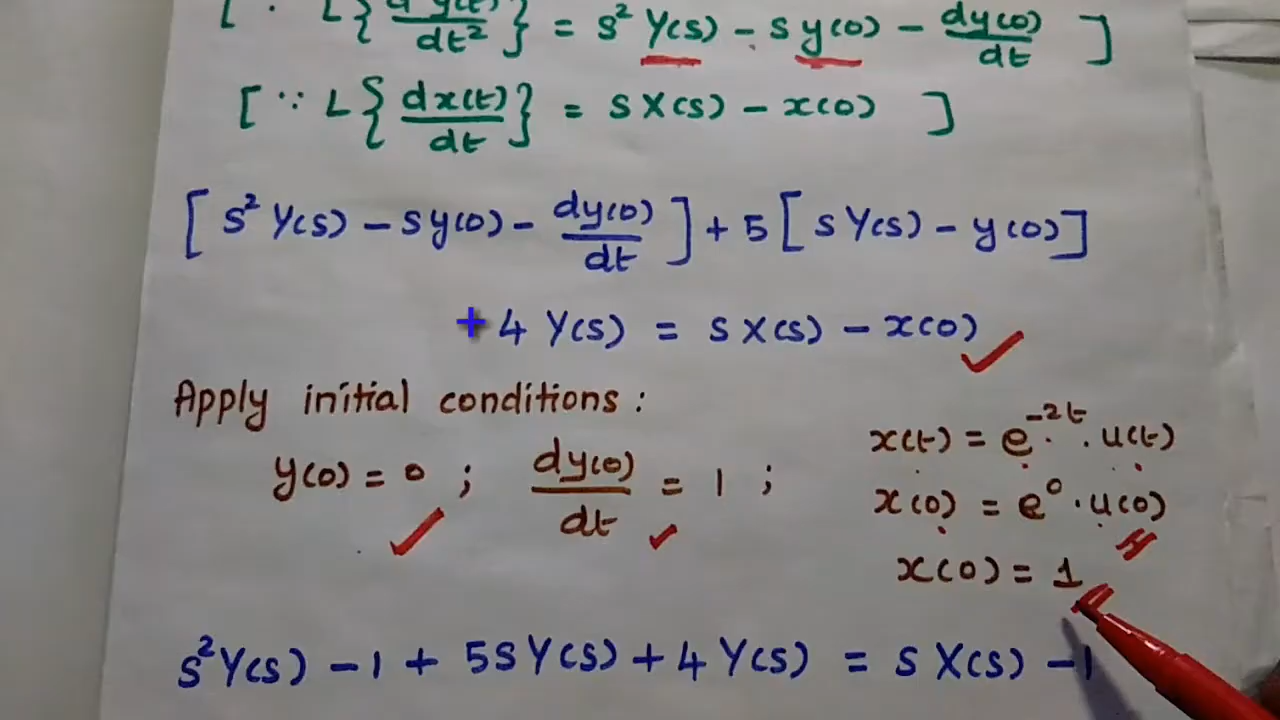 [ ∵ L{d²y(t)/dt²} = S² Y(S) - S y(0) - dy(0)/dt ]
[ ∵ L{dx(t)/dt} = S X(S) - x(0) ]
[ S² Y(S) - S y(0) - dy(0)/dt ] + 5 [ S Y(S) - y(0) ]
+ 4 Y(S) = S X(S) - x(0)
Apply initial conditions :
y(0) = 0 ; dy(0)/dt = 1 ;
x(t) = e^-2t . u(t)
x(0) = e^0 . u(0)
x(0) = 1
S² Y(S) - 1 + 5 S Y(S) + 4 Y(S) = S X(S) - 1